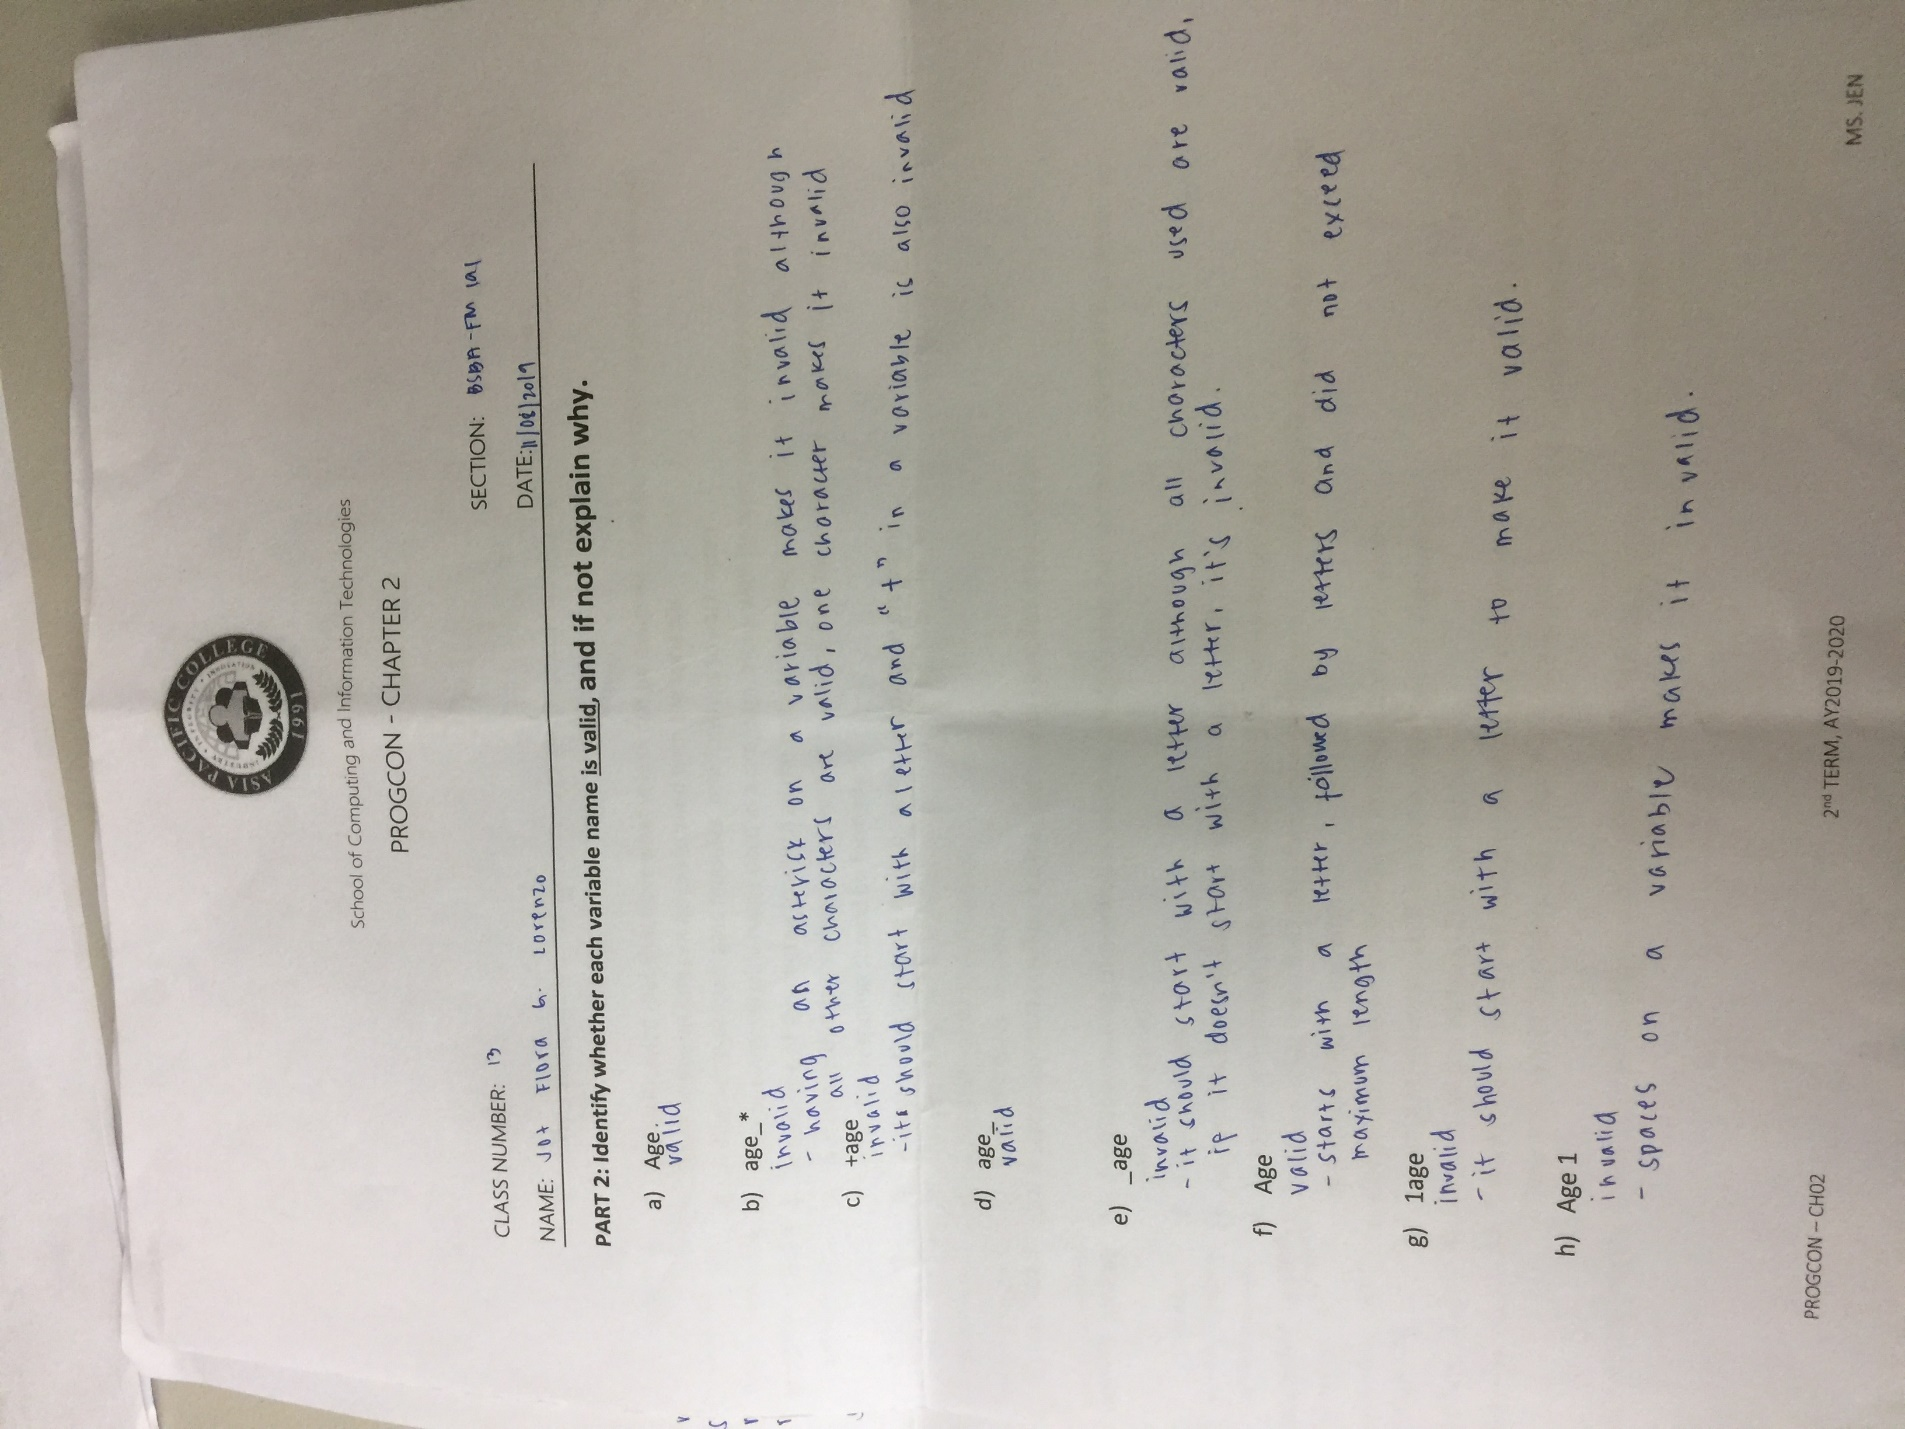 ASIA PACIFIC COLLEGE
1991
School of Computing and Information Technologies
PROGCON - CHAPTER 2
CLASS NUMBER: 13 SECTION: BSBA-FM 191
NAME: Jot Flora G. Lorenzo DATE: 11/08/2019
PART 2: Identify whether each variable name is valid, and if not explain why.
a) Age.
valid
b) age_*
invalid
- having an asterisk on a variable makes it invalid although
all other characters are valid, one character makes it invalid
c) +age
invalid
- it should start with a letter and "+" in a variable is also invalid
d) age_
valid
e) _age
invalid
- it should start with a letter although all characters used are valid,
if it doesn't start with a letter, it's invalid.
f) Age
valid
- starts with a letter, followed by letters and did not exceed
maximum length
g) 1age
invalid
- it should start with a letter to make it valid.
h) Age 1
invalid
- spaces on a variable makes it invalid.
PROGCON – CH02 2nd TERM, AY2019-2020 MS. JEN